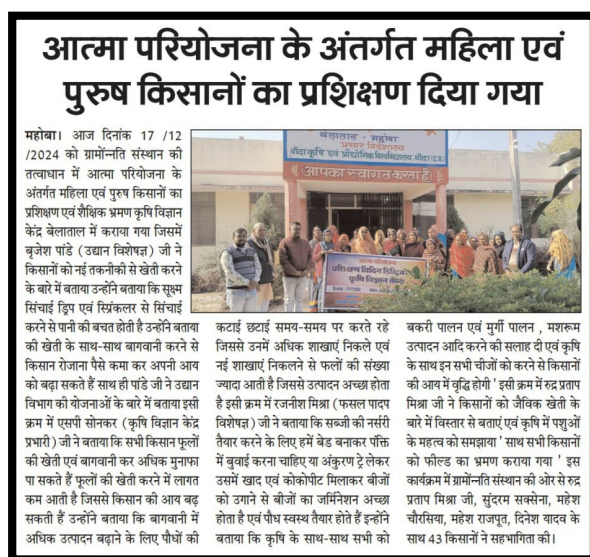 आत्मा परियोजना के अंतर्गत महिला एवं
पुरुष किसानों का प्रशिक्षण दिया गया
महोबा। आज दिनांक 17 /12
/2024 को ग्रामोंन्नति संस्थान की
तत्वाधान में आत्मा परियोजना के
अंतर्गत महिला एवं पुरुष किसानों का
प्रशिक्षण एवं शैक्षिक भ्रमण कृषि विज्ञान
केंद्र बेलाताल में कराया गया जिसमें
बृजेश पांडे (उद्यान विशेषज्ञ) जी ने
किसानों को नई तकनीकी से खेती करने
के बारे में बताया उन्होंने बताया कि सूक्ष्म
सिंचाई ड्रिप एवं स्प्रिंकलर से सिंचाई
करने से पानी की बचत होती है उन्होंने बताया
की खेती के साथ-साथ बागवानी करने से
किसान रोजाना पैसे कमा कर अपनी आय
को बढ़ा सकते हैं साथ ही पांडे जी ने उद्यान
विभाग की योजनाओं के बारे में बताया इसी
क्रम में एसपी सोनकर (कृषि विज्ञान केंद्र
प्रभारी) जी ने बताया कि सभी किसान फूलों
की खेती एवं बागवानी कर अधिक मुनाफा
पा सकते हैं फूलों की खेती करने में लागत
कम आती है जिससे किसान की आय बढ़
सकती हैं उन्होंने बताया कि बागवानी में
अधिक उत्पादन बढ़ाने के लिए पौधों की
बेलाताल - महोबा
प्रसार निदेशालय
बाँदा कृषि एवं प्रौद्योगिक विश्वविद्यालय, बाँदा (उ.प्र.)
आपका स्वागत करता है
आत्मा परियोजना
कृषि विज्ञान केन्द्र
कटाई छटाई समय-समय पर करते रहे
जिससे उनमें अधिक शाखाएं निकले एवं
नई शाखाएं निकलने से फलों की संख्या
ज्यादा आती है जिससे उत्पादन अच्छा होता
है इसी क्रम में रजनीश मिश्रा (फसल पादप
विशेषज्ञ) जी ने बताया कि सब्जी की नर्सरी
तैयार करने के लिए हमें बेड बनाकर पंक्ति
में बुवाई करना चाहिए या अंकुरण ट्रे लेकर
उसमें खाद एवं कोकोपीट मिलाकर बीजों
को उगाने से बीजों का जर्मिनेशन अच्छा
होता है एवं पौध स्वस्थ तैयार होते हैं इन्होंने
बताया कि कृषि के साथ-साथ सभी को
बकरी पालन एवं मुर्गी पालन , मशरूम
उत्पादन आदि करने की सलाह दी एवं कृषि
के साथ इन सभी चीजों को करने से किसानों
की आय में वृद्धि होगी ' इसी क्रम में रुद्र प्रताप
मिश्रा जी ने किसानों को जैविक खेती के
बारे में विस्तार से बताएं एवं कृषि में पशुओं
के महत्व को समझाया ' साथ सभी किसानों
को फील्ड का भ्रमण कराया गया ' इस
कार्यक्रम में ग्रामोंन्नति संस्थान की ओर से रुद्र
प्रताप मिश्रा जी, सुंदरम सक्सेना, महेश
चौरसिया, महेश राजपूत, दिनेश यादव के
साथ 43 किसानों ने सहभागिता की।